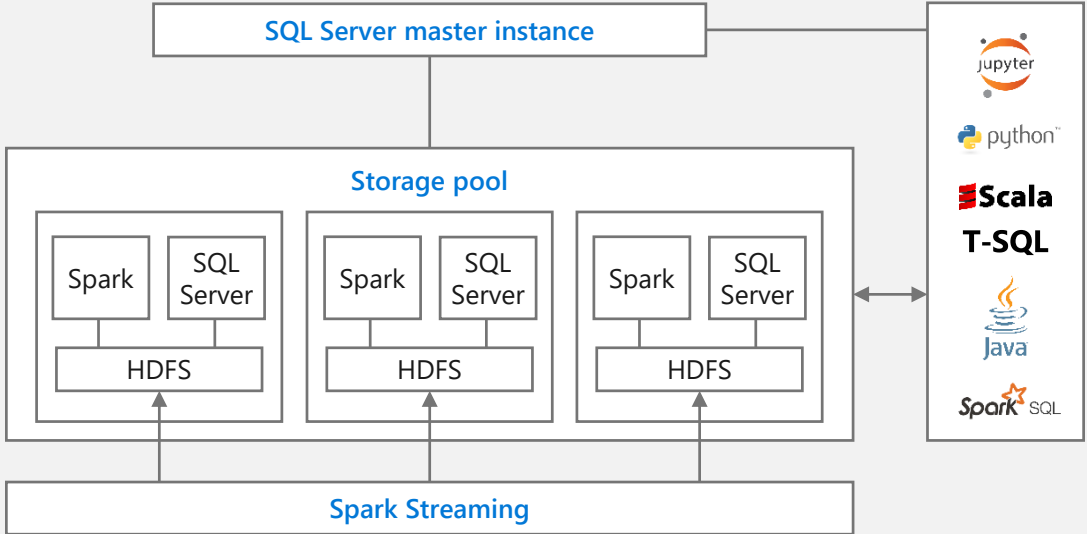 SQL Server master instance
Storage pool
Spark
SQL
Server
HDFS
Spark
SQL
Server
HDFS
Spark
SQL
Server
HDFS
Spark Streaming
jupyter
python™
Scala
T-SQL
Java
Spark SQL